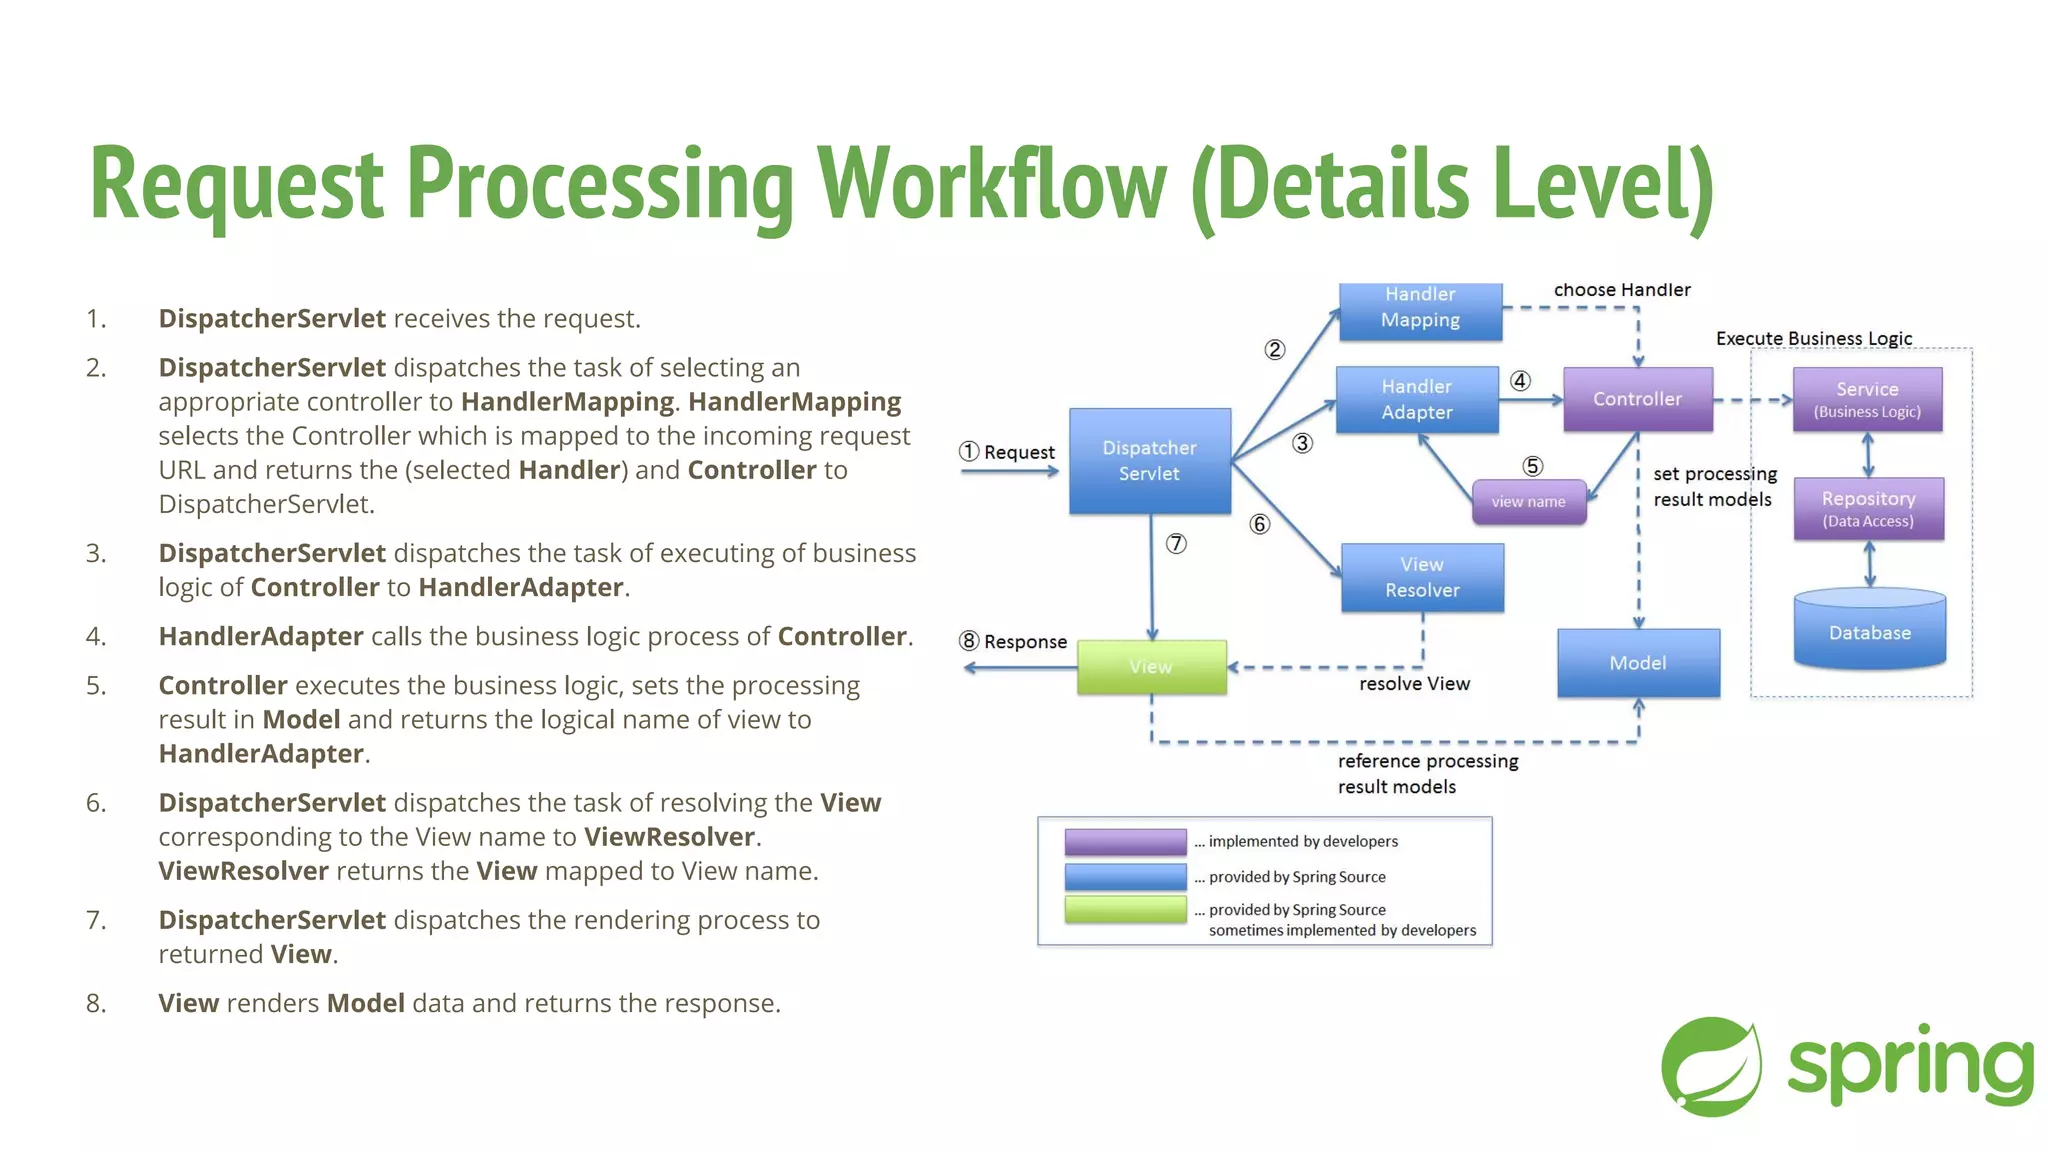 Request Processing Workflow (Details Level)
1. DispatcherServlet receives the request.
2. DispatcherServlet dispatches the task of selecting an
appropriate controller to HandlerMapping. HandlerMapping
selects the Controller which is mapped to the incoming request
URL and returns the (selected Handler) and Controller to
DispatcherServlet.
3. DispatcherServlet dispatches the task of executing of business
logic of Controller to HandlerAdapter.
4. HandlerAdapter calls the business logic process of Controller.
5. Controller executes the business logic, sets the processing
result in Model and returns the logical name of view to
HandlerAdapter.
6. DispatcherServlet dispatches the task of resolving the View
corresponding to the View name to ViewResolver.
ViewResolver returns the View mapped to View name.
7. DispatcherServlet dispatches the rendering process to
returned View.
8. View renders Model data and returns the response.
Handler
Mapping
choose Handler
Execute Business Logic
②
Handler
Adapter
④
Controller
Service
(Business Logic)
① Request
Dispatcher
Servlet
③
⑤
view name
set processing
result models
Repository
(Data Access)
⑥
⑦
View
Resolver
Database
⑧ Response
View
resolve View
Model
reference processing
result models
... implemented by developers
... provided by Spring Source
... provided by Spring Source
sometimes implemented by developers
spring